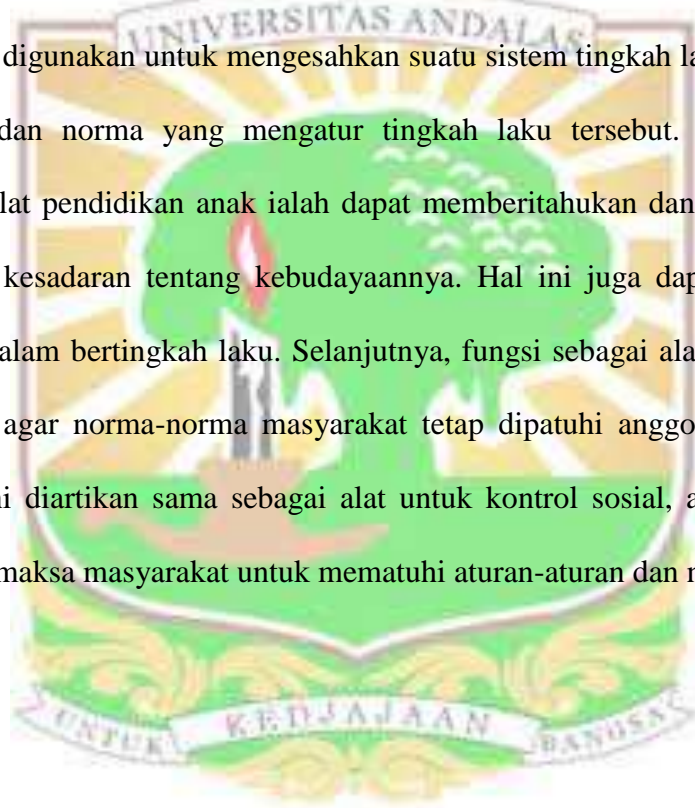 UNIVERSITAS ANDALAS
digunakan untuk mengesahkan suatu sistem tingkah la
dan norma yang mengatur tingkah laku tersebut.
lat pendidikan anak ialah dapat memberitahukan dan
kesadaran tentang kebudayaannya. Hal ini juga dap
alam bertingkah laku. Selanjutnya, fungsi sebagai ala
agar norma-norma masyarakat tetap dipatuhi anggo
ni diartikan sama sebagai alat untuk kontrol sosial, a
maksa masyarakat untuk mematuhi aturan-aturan dan n
UNTUK KEDJAJAAN BANGSA